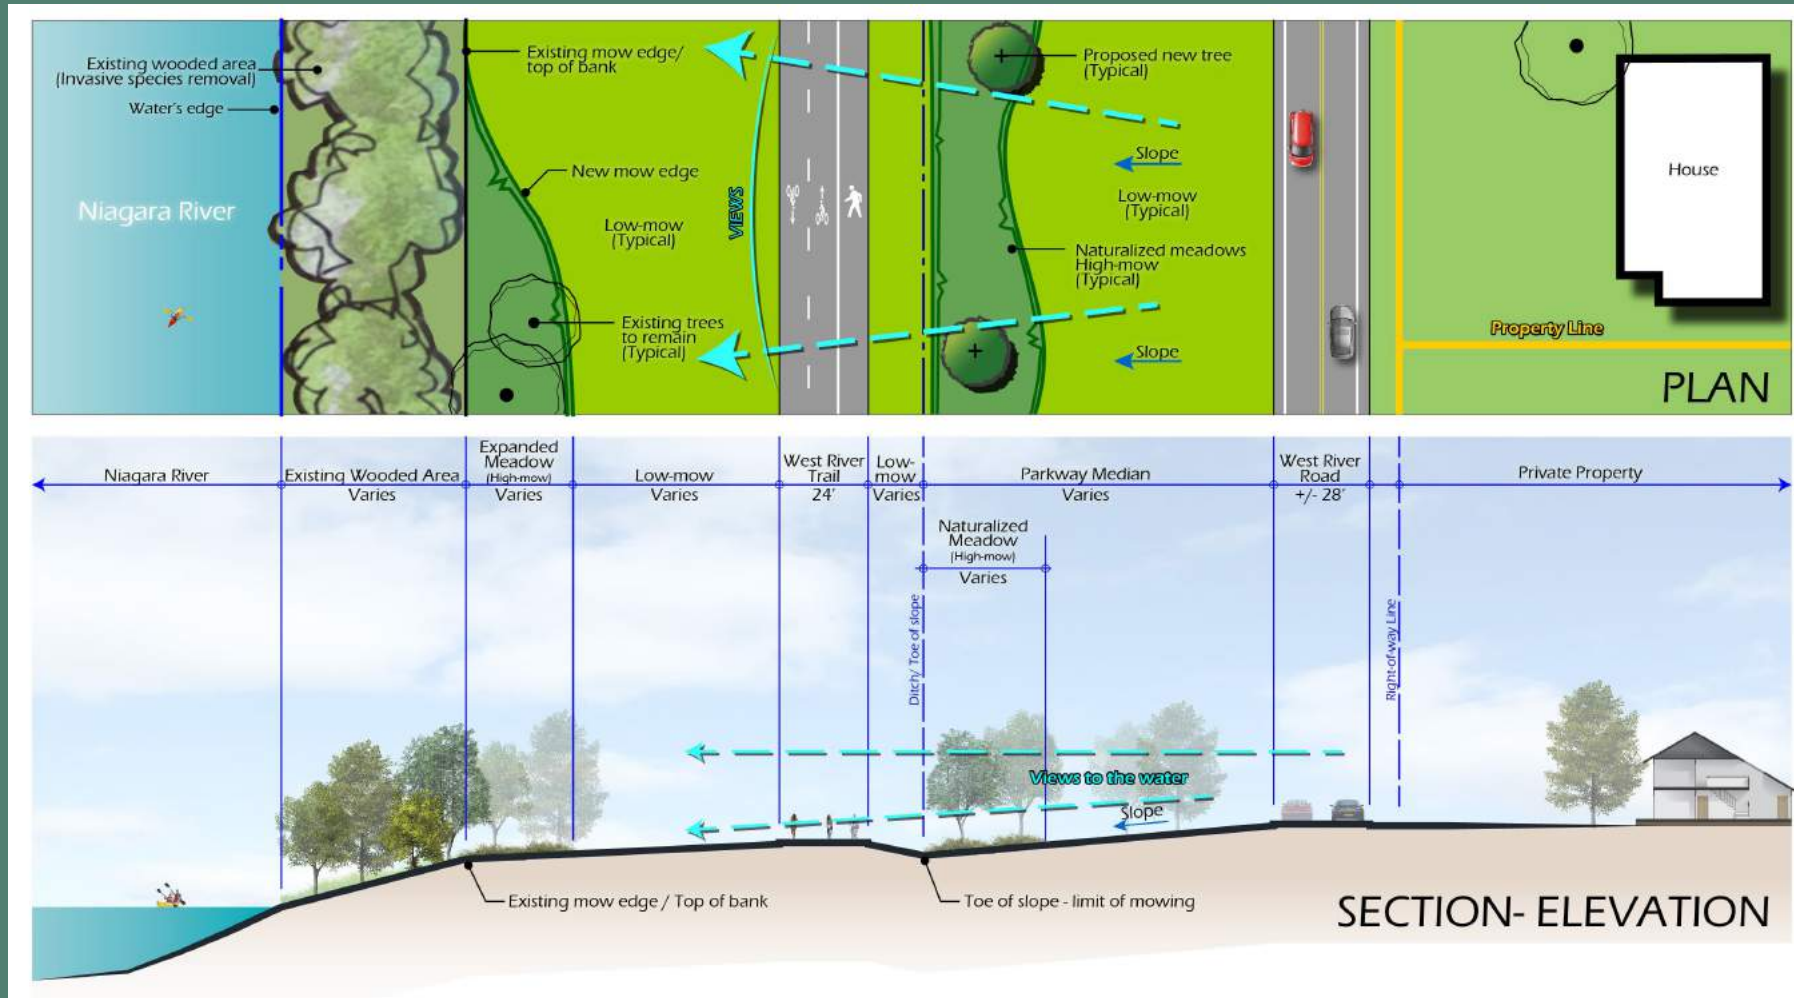 Existing wooded area
(Invasive species removal)
Water's edge
Niagara River
Existing mow edge/
top of bank
New mow edge
Low-mow
(Typical)
Existing trees
to remain
(Typical)
VIEWS
Proposed new tree
(Typical)
Slope
Low-mow
(Typical)
Naturalized meadows
High-mow
(Typical)
Slope
House
Property Line
PLAN
Niagara River
Existing Wooded Area
Varies
Expanded
Meadow
(High-mow)
Varies
Low-mow
Varies
West River
Trail
24'
Low-
mow
Varies
Parkway Median
Varies
West River
Road
+/- 28'
Private Property
Naturalized
Meadow
(High-mow)
Varies
Ditch/ Toe of slope
Right-of-way Line
Views to the water
Slope
Existing mow edge / Top of bank
Toe of slope - limit of mowing
SECTION- ELEVATION